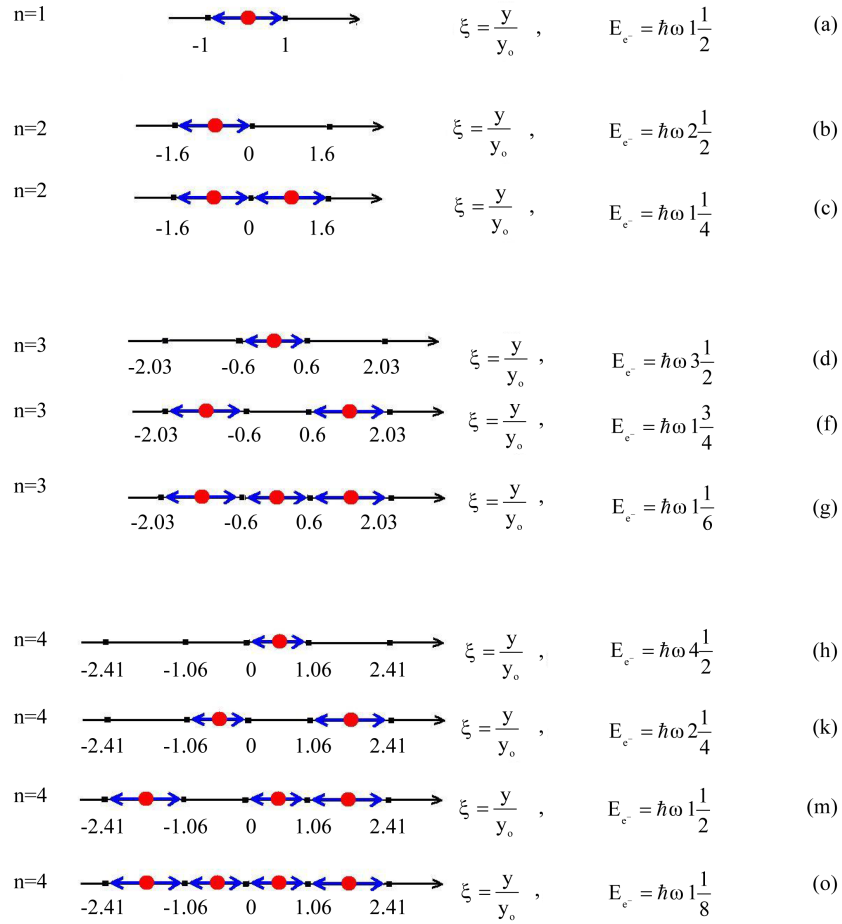 n=1 ξ = y/y₀ , E_e⁻ = ħω 1 1/2 (a)
-1 1
n=2 ξ = y/y₀ , E_e⁻ = ħω 2 1/2 (b)
-1.6 0 1.6
n=2 ξ = y/y₀ , E_e⁻ = ħω 1 1/4 (c)
-1.6 0 1.6
n=3 ξ = y/y₀ , E_e⁻ = ħω 3 1/2 (d)
-2.03 -0.6 0.6 2.03
n=3 ξ = y/y₀ , E_e⁻ = ħω 1 3/4 (f)
-2.03 -0.6 0.6 2.03
n=3 ξ = y/y₀ , E_e⁻ = ħω 1 1/6 (g)
-2.03 -0.6 0.6 2.03
n=4 ξ = y/y₀ , E_e⁻ = ħω 4 1/2 (h)
-2.41 -1.06 0 1.06 2.41
n=4 ξ = y/y₀ , E_e⁻ = ħω 2 1/4 (k)
-2.41 -1.06 0 1.06 2.41
n=4 ξ = y/y₀ , E_e⁻ = ħω 1 1/2 (m)
-2.41 -1.06 0 1.06 2.41
n=4 ξ = y/y₀ , E_e⁻ = ħω 1 1/8 (o)
-2.41 -1.06 0 1.06 2.41